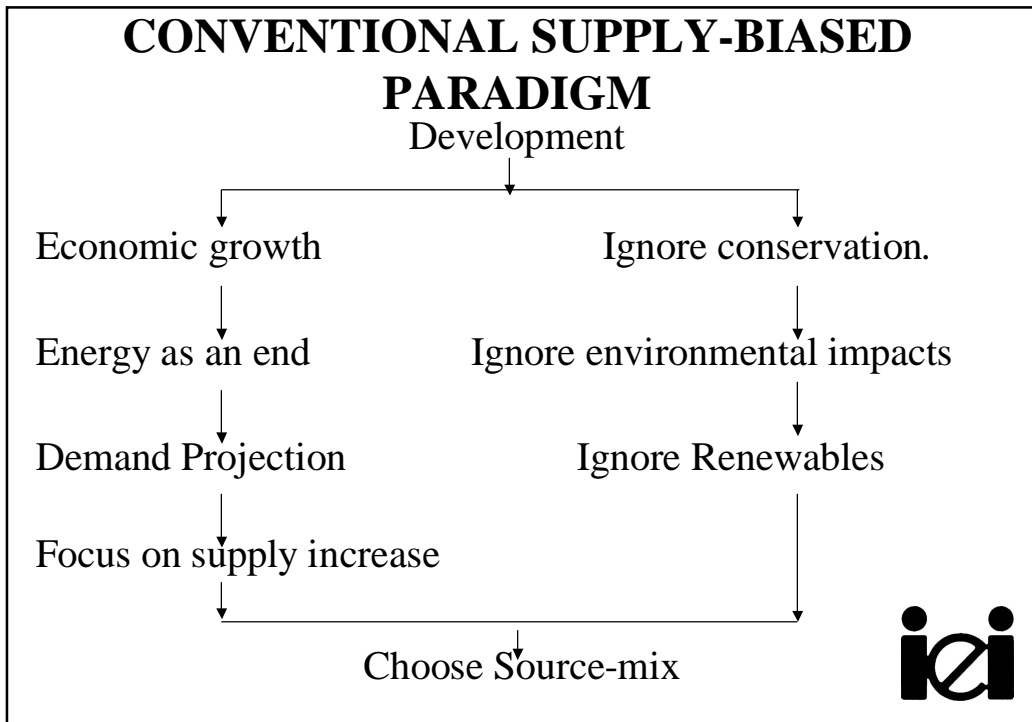 CONVENTIONAL SUPPLY-BIASED
PARADIGM
Development
Economic growth
Ignore conservation.
Energy as an end
Ignore environmental impacts
Demand Projection
Ignore Renewables
Focus on supply increase
Choose Source-mix
iei